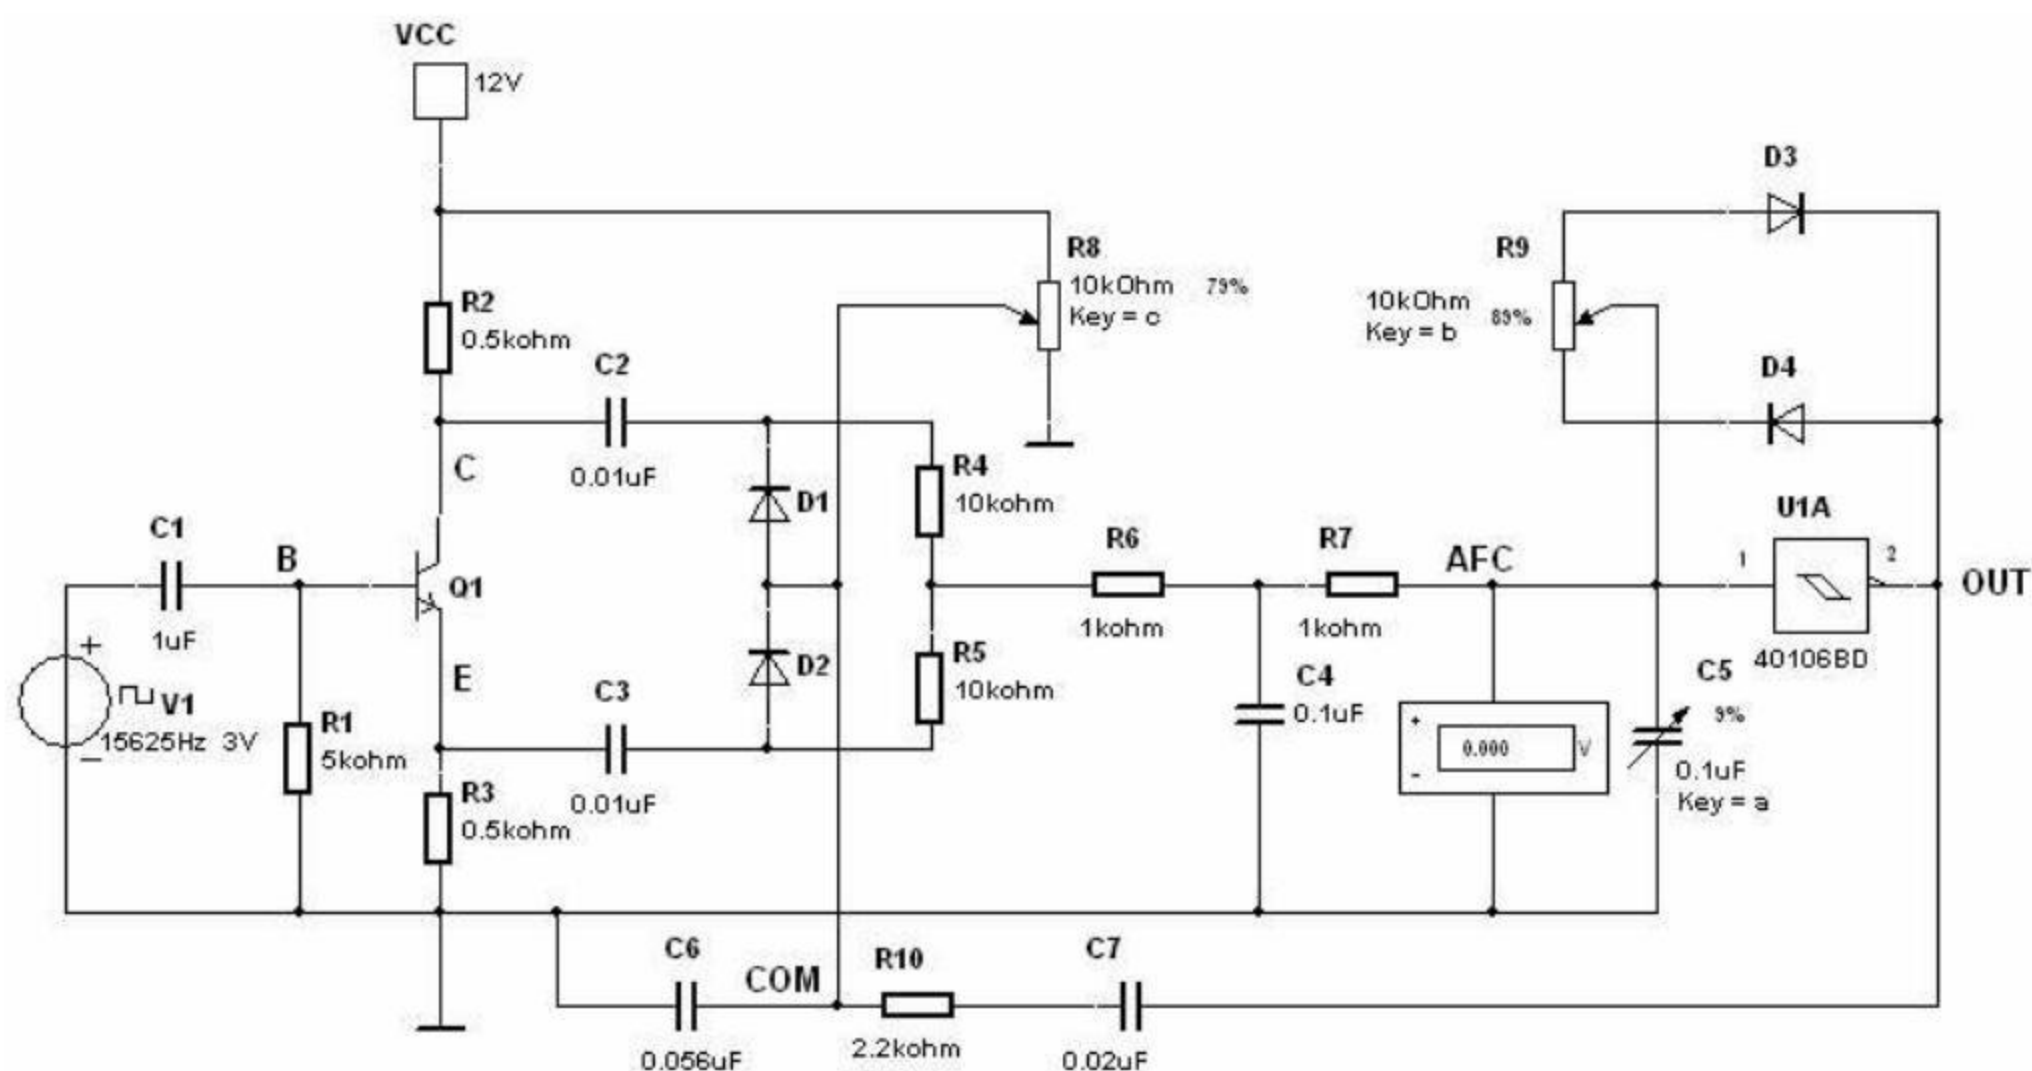 VCC
12V
D3
R8
10kOhm 79%
Key = c
R9
10kOhm 89%
Key = b
R2
0.5kohm
C2
0.01uF
D4
C
R4
10kohm
D1
U1A
C1
1uF
B
Q1
R6
1kohm
R7
1kohm
AFC
1
2
OUT
40106BD
+
V1
15625Hz 3V
−
R1
5kohm
E
C3
0.01uF
D2
R5
10kohm
C4
0.1uF
+
0.000 V
-
C5
9%
0.1uF
Key = a
R3
0.5kohm
C6
0.056uF
COM
R10
2.2kohm
C7
0.02uF